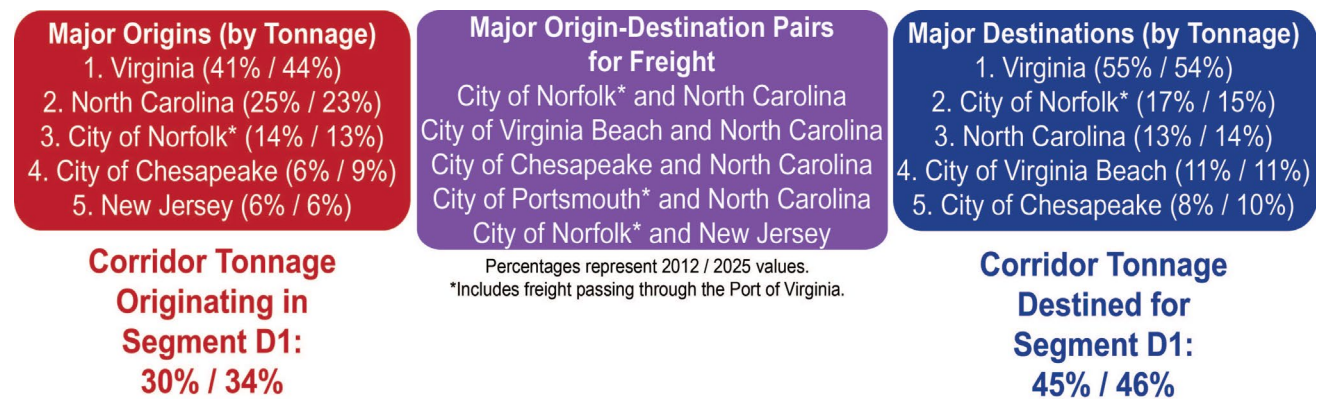 Major Origins (by Tonnage)
1. Virginia (41% / 44%)
2. North Carolina (25% / 23%)
3. City of Norfolk* (14% / 13%)
4. City of Chesapeake (6% / 9%)
5. New Jersey (6% / 6%)
Corridor Tonnage
Originating in
Segment D1:
30% / 34%
Major Origin-Destination Pairs
for Freight
City of Norfolk* and North Carolina
City of Virginia Beach and North Carolina
City of Chesapeake and North Carolina
City of Portsmouth* and North Carolina
City of Norfolk* and New Jersey
Percentages represent 2012 / 2025 values.
*Includes freight passing through the Port of Virginia.
Major Destinations (by Tonnage)
1. Virginia (55% / 54%)
2. City of Norfolk* (17% / 15%)
3. North Carolina (13% / 14%)
4. City of Virginia Beach (11% / 11%)
5. City of Chesapeake (8% / 10%)
Corridor Tonnage
Destined for
Segment D1:
45% / 46%